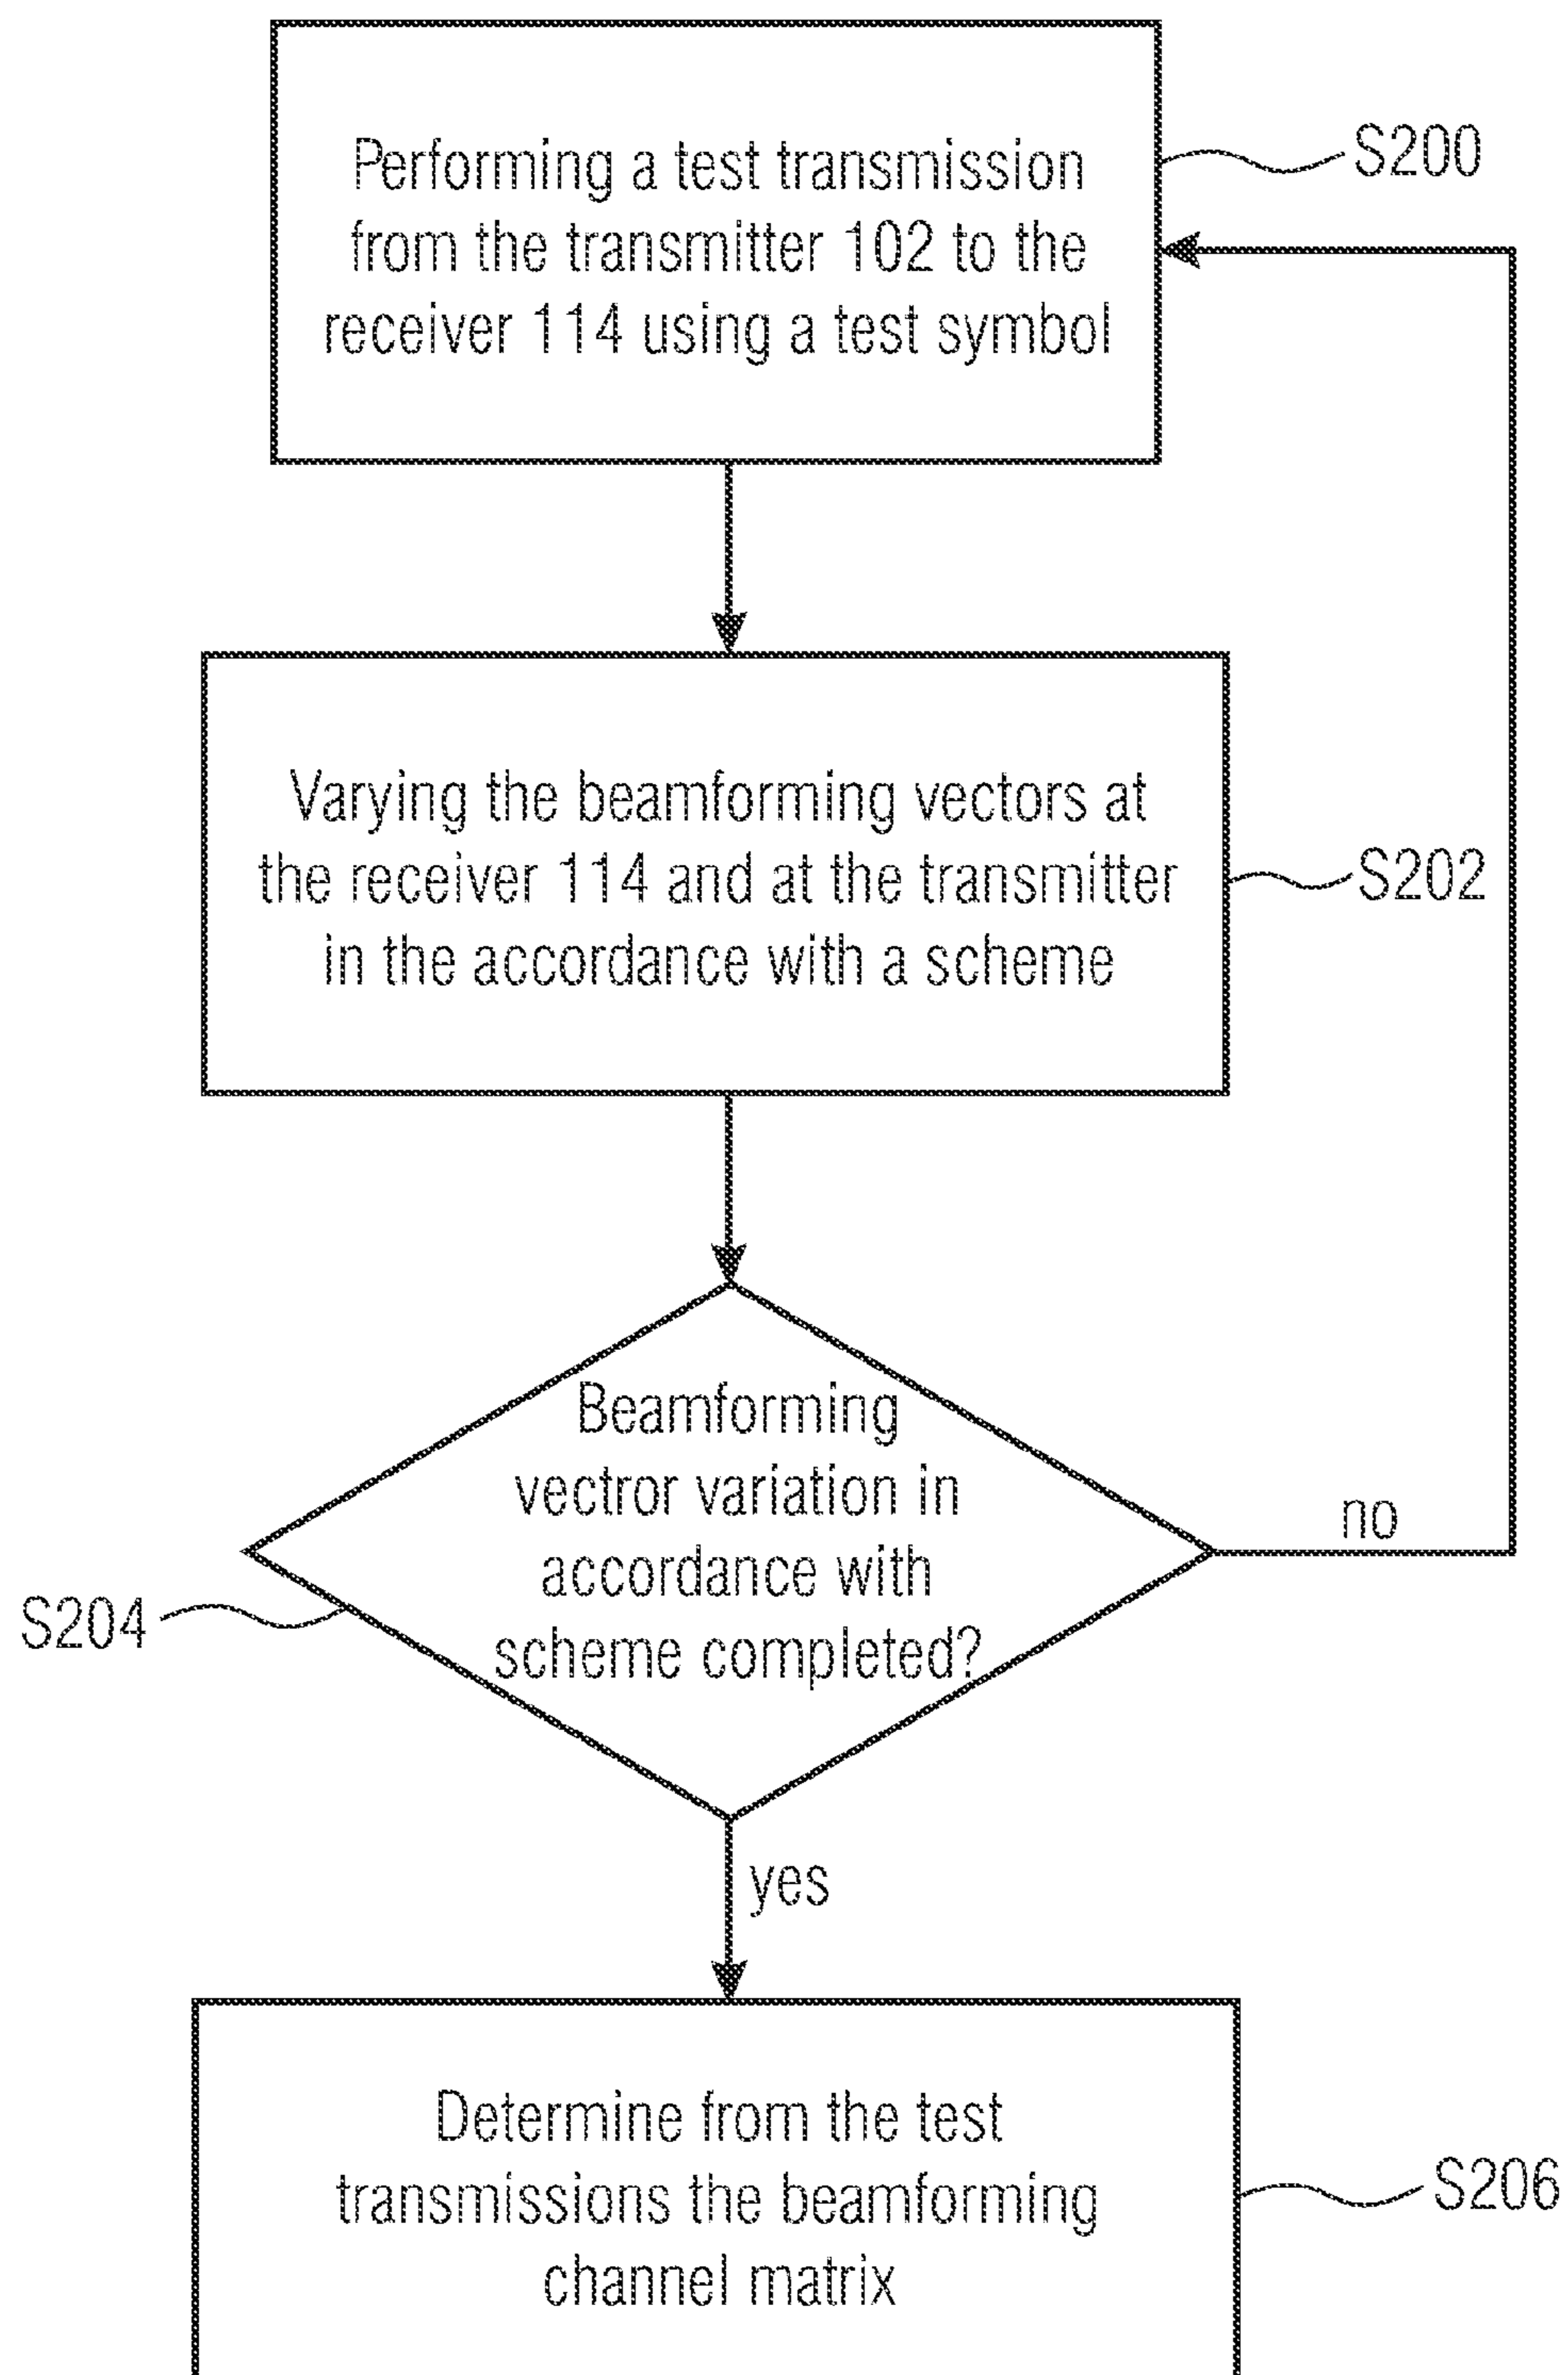 Performing a test transmission
from the transmitter 102 to the
receiver 114 using a test symbol
S200
Varying the beamforming vectors at
the receiver 114 and at the transmitter
in the accordance with a scheme
S202
Beamforming
vectror variation in
accordance with
scheme completed?
no
S204
yes
Determine from the test
transmissions the beamforming
channel matrix
S206